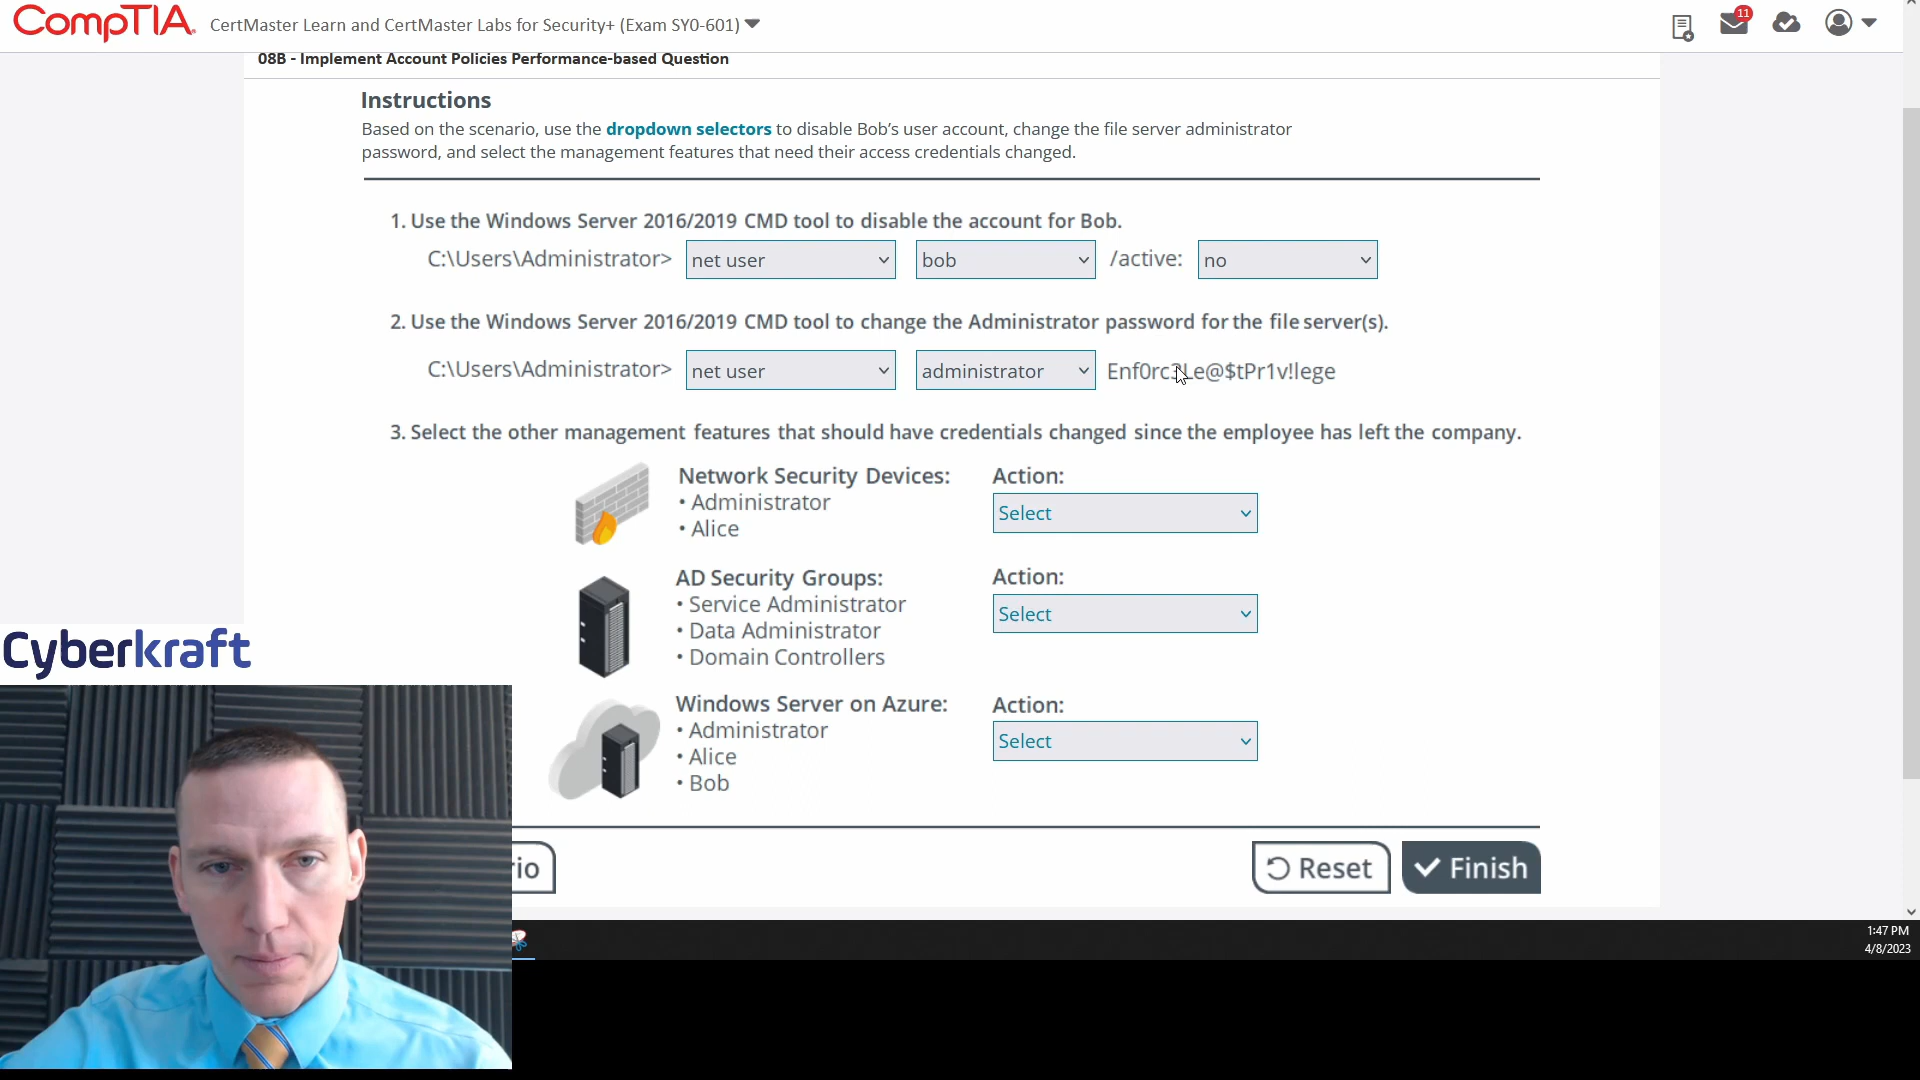 CompTIA.
CertMaster Learn and CertMaster Labs for Security+ (Exam SY0-601)
11
08B - Implement Account Policies Performance-based Question
Instructions
Based on the scenario, use the dropdown selectors to disable Bob's user account, change the file server administrator
password, and select the management features that need their access credentials changed.
1. Use the Windows Server 2016/2019 CMD tool to disable the account for Bob.
C:\Users\Administrator> net user bob /active: no
2. Use the Windows Server 2016/2019 CMD tool to change the Administrator password for the file server(s).
C:\Users\Administrator> net user administrator Enf0rc3Le@$tPr1v!lege
3. Select the other management features that should have credentials changed since the employee has left the company.
Network Security Devices: Action:
• Administrator
Select
• Alice
AD Security Groups: Action:
• Service Administrator
Select
• Data Administrator
• Domain Controllers
Windows Server on Azure: Action:
• Administrator
Select
• Alice
• Bob
Cyberkraft
io
Reset
Finish
1:47 PM
4/8/2023